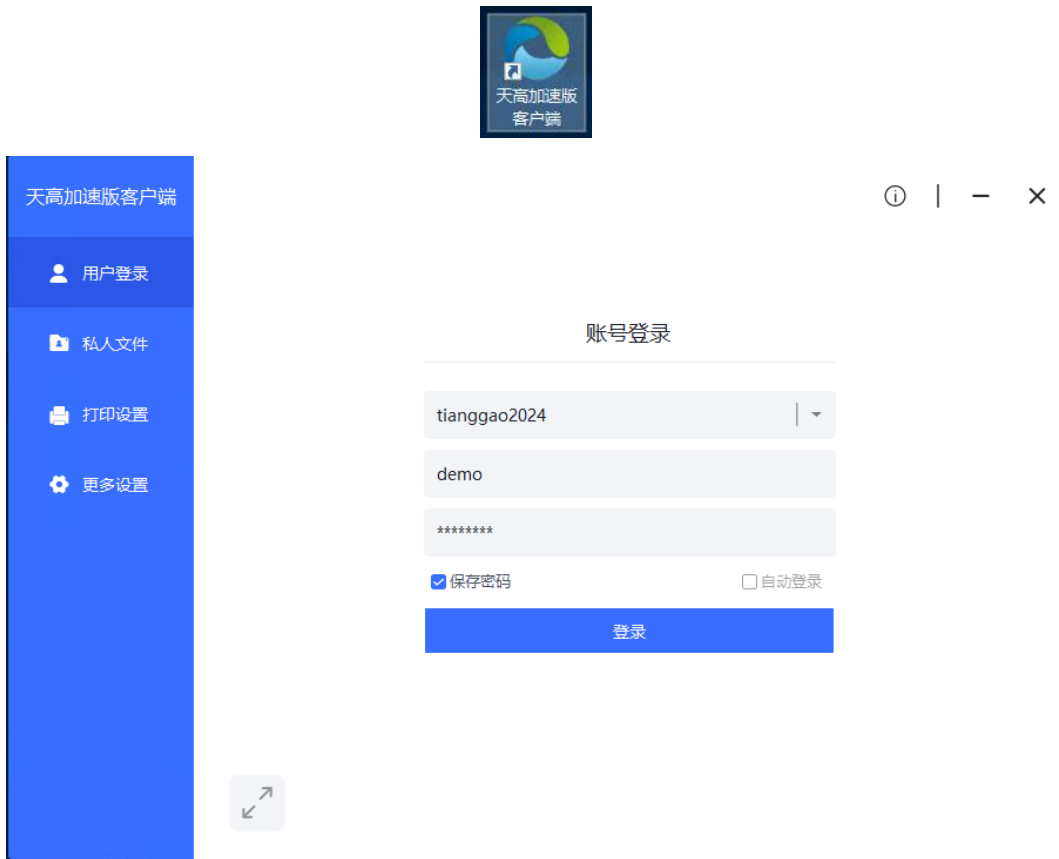 天高加速版
客户端
天高加速版客户端
用户登录
私人文件
打印设置
更多设置
账号登录
tianggao2024
demo
********
保存密码 自动登录
登录